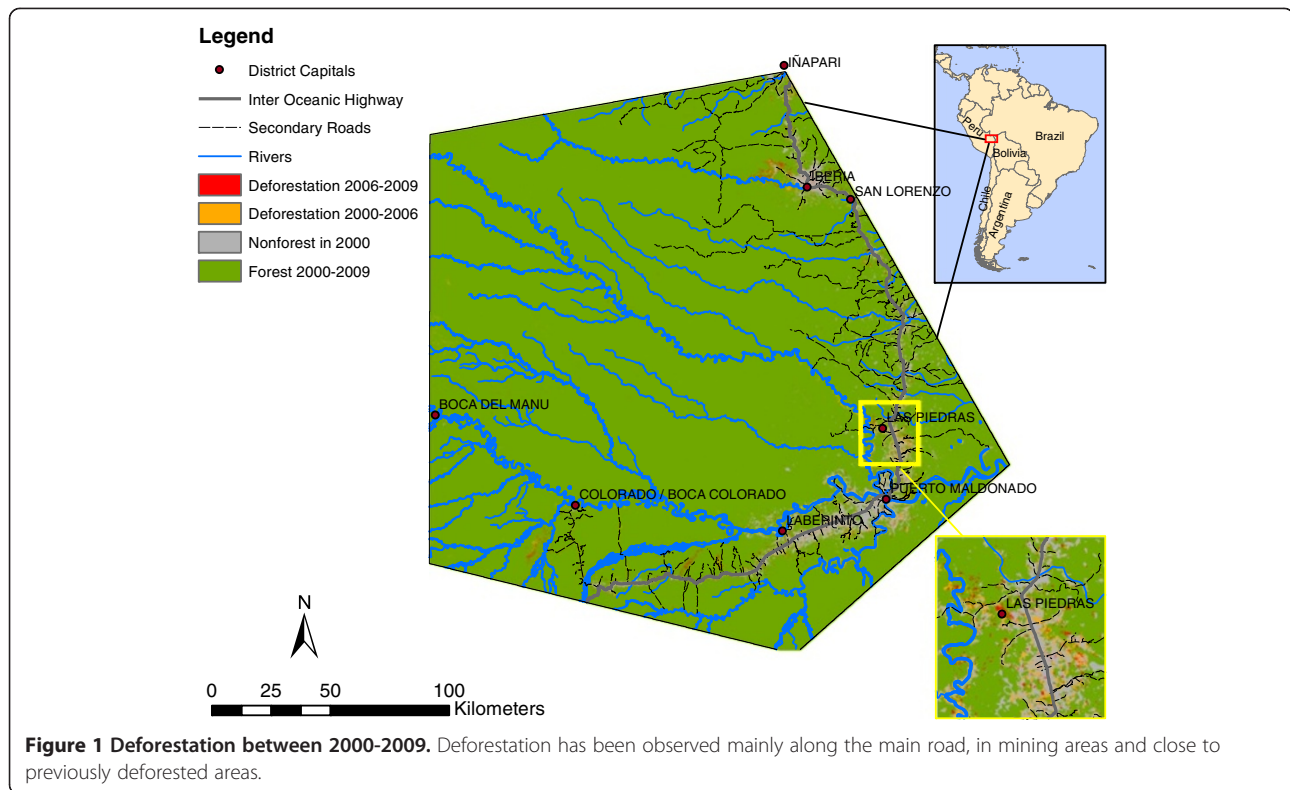 Legend
District Capitals
Inter Oceanic Highway
Secondary Roads
Rivers
Deforestation 2006-2009
Deforestation 2000-2006
Nonforest in 2000
Forest 2000-2009
IÑAPARI
IBERIA
SAN LORENZO
BOCA DEL MANU
LAS PIEDRAS
COLORADO / BOCA COLORADO
PUERTO MALDONADO
LABERINTO
Peru
Brazil
Bolivia
Chile
Argentina
LAS PIEDRAS
N
0 25 50 100
Kilometers
Figure 1 Deforestation between 2000-2009. Deforestation has been observed mainly along the main road, in mining areas and close to
previously deforested areas.